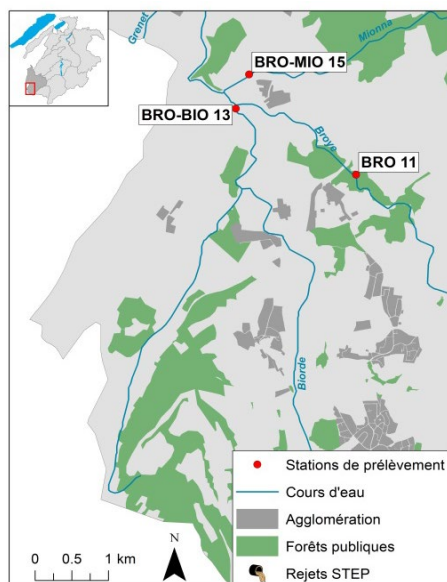 Grenet
Mionna
BRO-MIO 15
BRO-BIO 13
Broye
BRO 11
Biorde
Stations de prélèvement
Cours d'eau
Agglomération
Forêts publiques
Rejets STEP
N
0 0.5 1 km